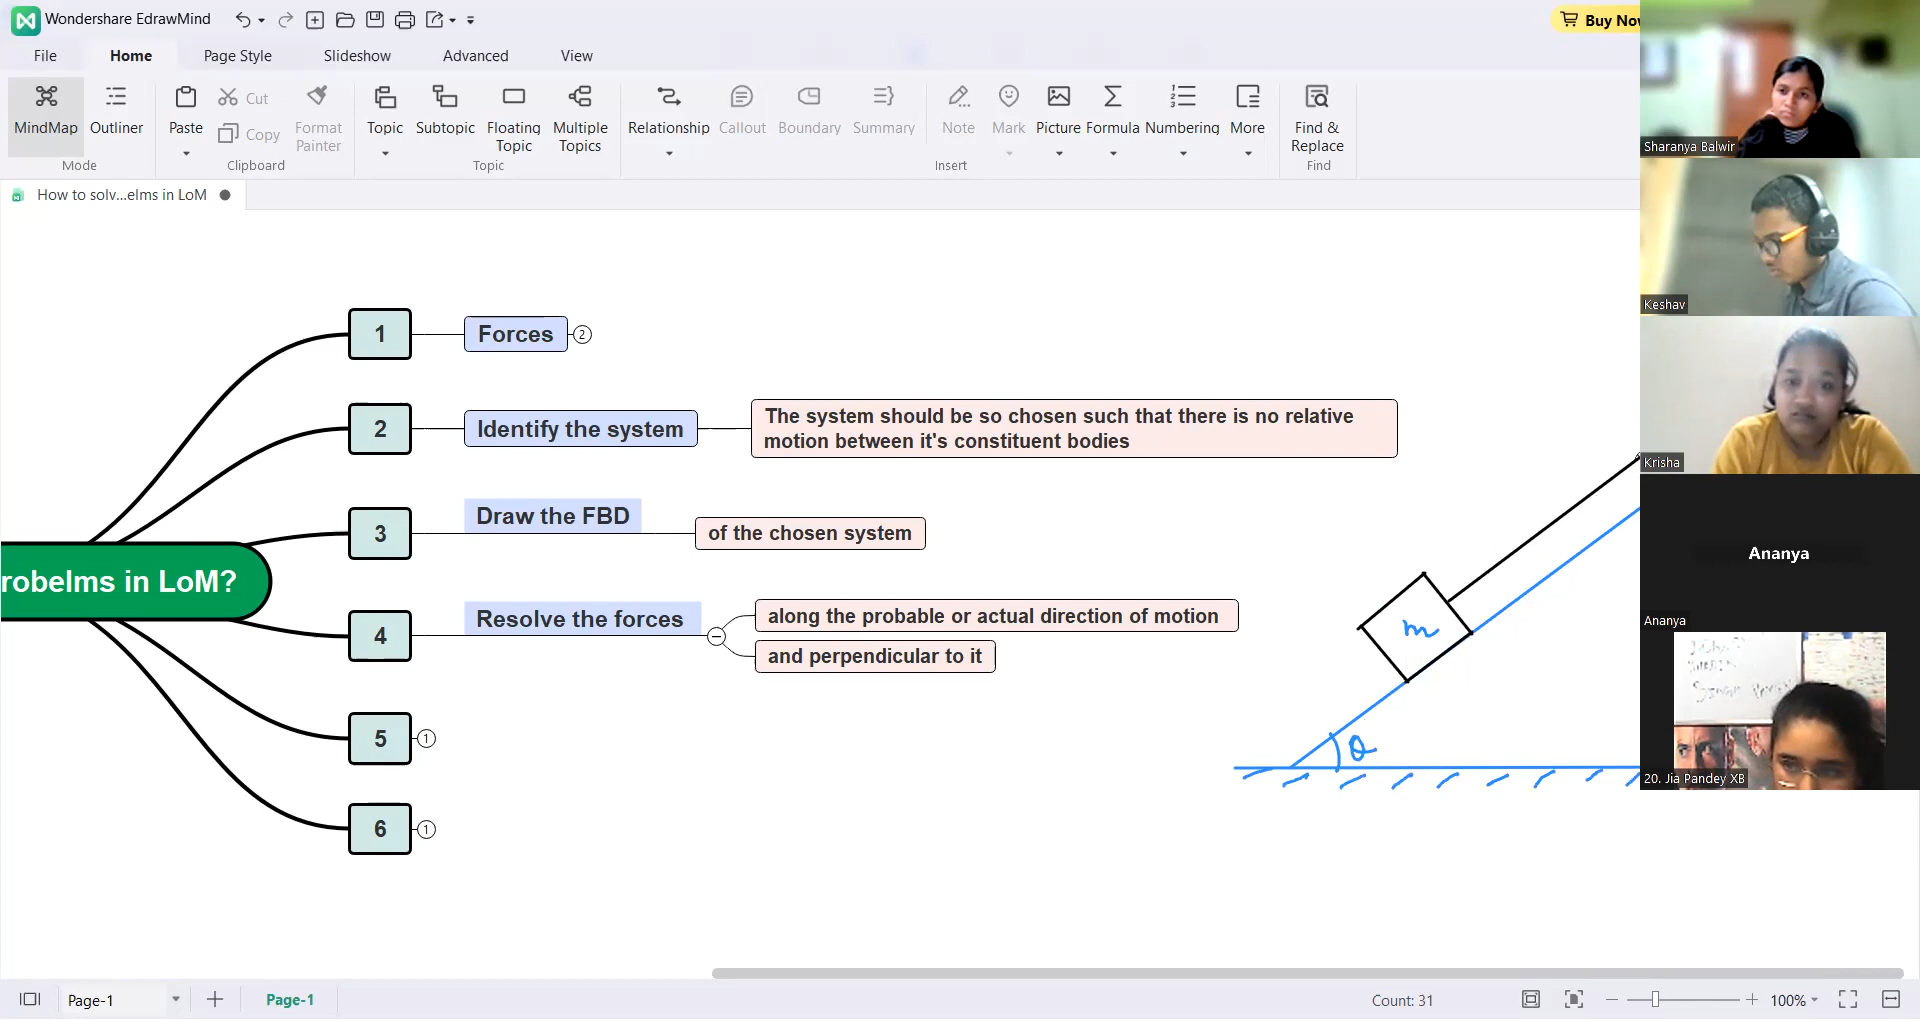 Wondershare EdrawMind
Buy Now
File Home Page Style Slideshow Advanced View
MindMap Outliner Paste Cut Copy Format Painter Topic Subtopic Floating Topic Multiple Topics Relationship Callout Boundary Summary Note Mark Picture Formula Numbering More Find & Replace
Mode Clipboard Topic Insert Find
How to solv...elms in LoM
1 Forces 2
2 Identify the system
The system should be so chosen such that there is no relative
motion between it's constituent bodies
3 Draw the FBD
of the chosen system
robelms in LoM?
4 Resolve the forces
along the probable or actual direction of motion
and perpendicular to it
5 1
6 1
m
θ
Sharanya Balwir
Keshav
Krisha
Ananya
Ananya
20. Jia Pandey XB
Page-1 Page-1 Count: 31 100%